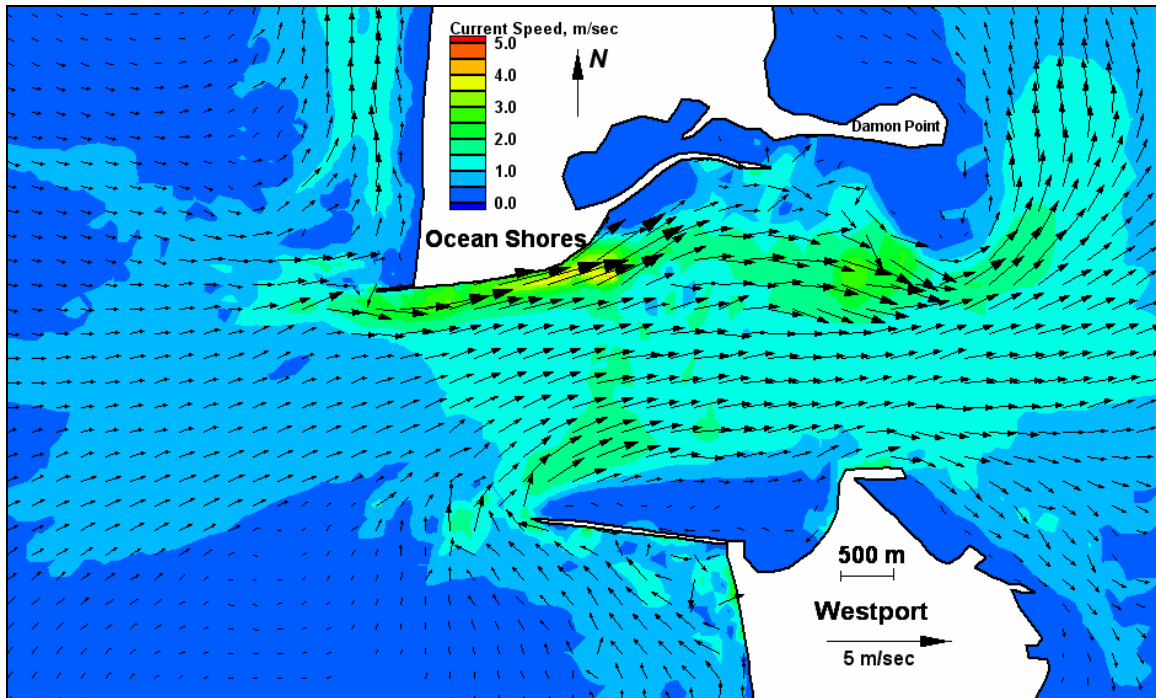 Current Speed, m/sec
5.0
4.0
3.0
2.0
1.0
0.0
N
Damon Point
Ocean Shores
500 m
Westport
5 m/sec